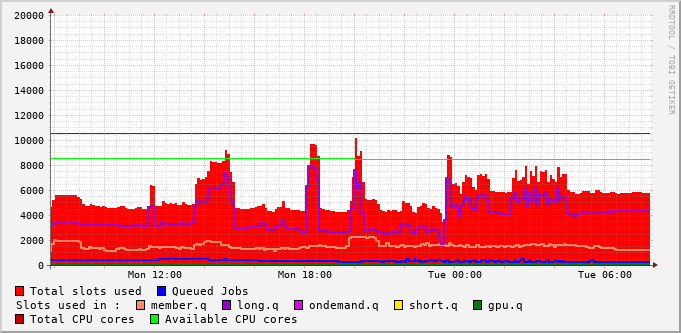 RRDTOOL / TOBI OETIKER
20000
18000
16000
14000
12000
10000
8000
6000
4000
2000
0
Mon 12:00 Mon 18:00 Tue 00:00 Tue 06:00
Total slots used Queued Jobs
Slots used in : member.q long.q ondemand.q short.q gpu.q
Total CPU cores Available CPU cores